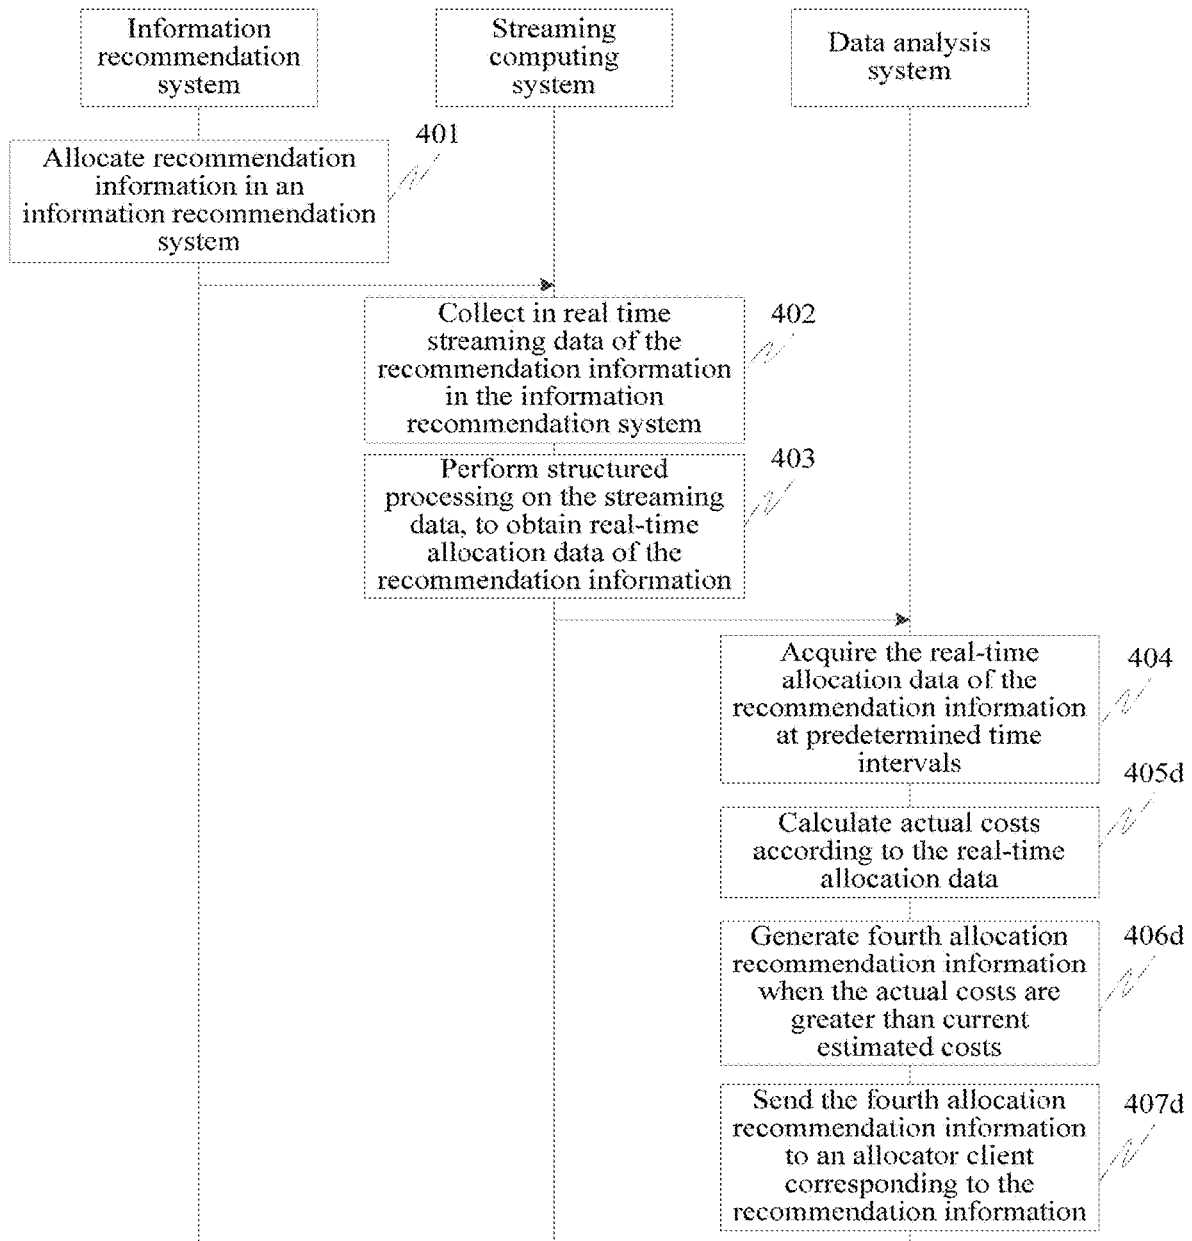 Information
recommendation
system
Streaming
computing
system
Data analysis
system
401
Allocate recommendation
information in an
information recommendation
system
402
Collect in real time
streaming data of the
recommendation information
in the information
recommendation system
403
Perform structured
processing on the streaming
data, to obtain real-time
allocation data of the
recommendation information
404
Acquire the real-time
allocation data of the
recommendation information
at predetermined time
intervals
405d
Calculate actual costs
according to the real-time
allocation data
406d
Generate fourth allocation
recommendation information
when the actual costs are
greater than current
estimated costs
407d
Send the fourth allocation
recommendation information
to an allocator client
corresponding to the
recommendation information